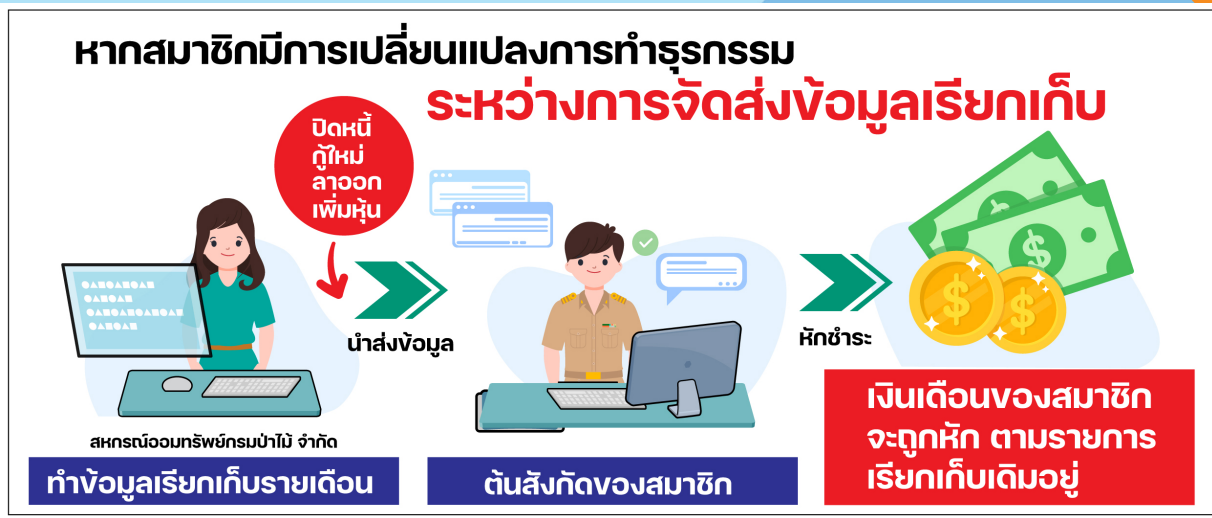 หากสมาชิกมีการเปลี่ยนแปลงการทำธุรกรรม
ระหว่างการจัดส่งข้อมูลเรียกเก็บ
ปิดหนี้
กู้ใหม่
ลาออก
เพิ่มหุ้น
นำส่งข้อมูล
หักชำระ
สหกรณ์ออมทรัพย์กรมป่าไม้ จำกัด
ทำข้อมูลเรียกเก็บรายเดือน
ต้นสังกัดของสมาชิก
เงินเดือนของสมาชิก
จะถูกหัก ตามรายการ
เรียกเก็บเดิมอยู่